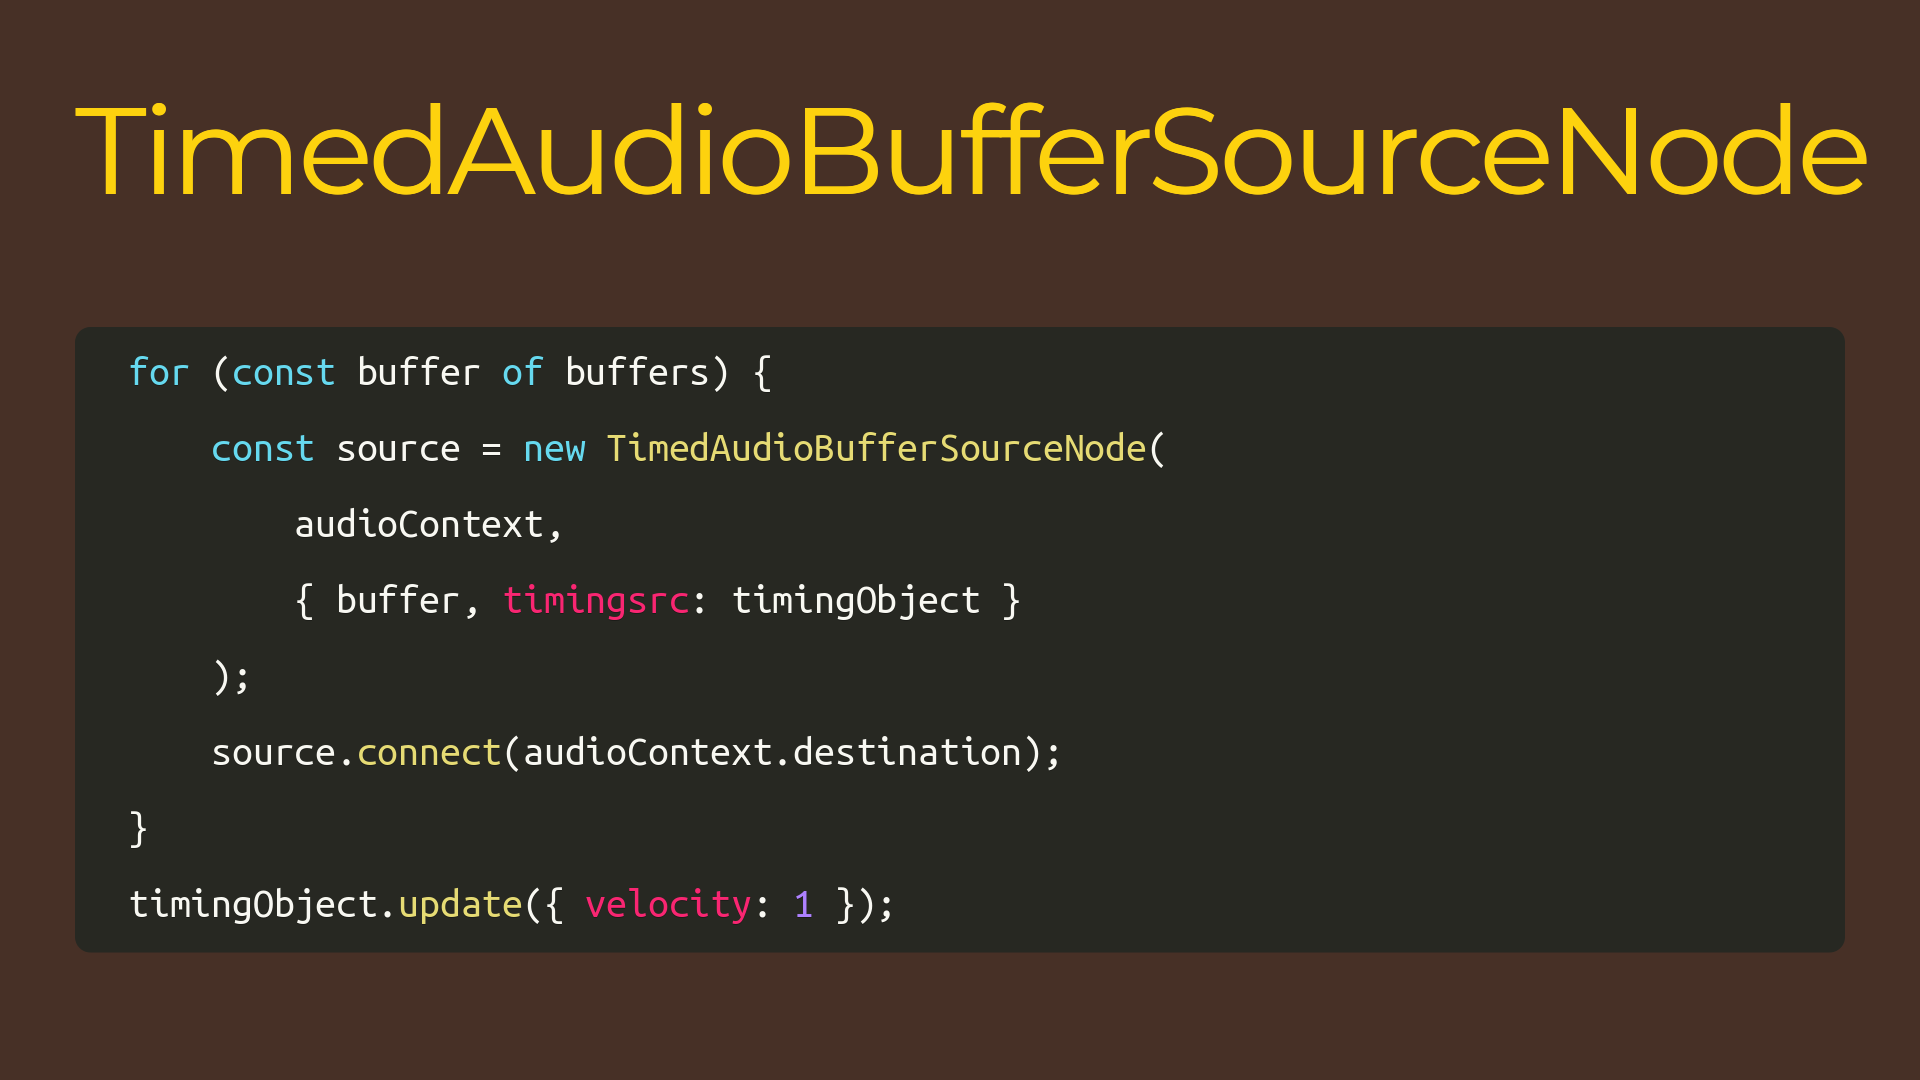 TimedAudioBufferSourceNode
for (const buffer of buffers) {
    const source = new TimedAudioBufferSourceNode(
        audioContext,
        { buffer, timingsrc: timingObject }
    );
    source.connect(audioContext.destination);
}
timingObject.update({ velocity: 1 });